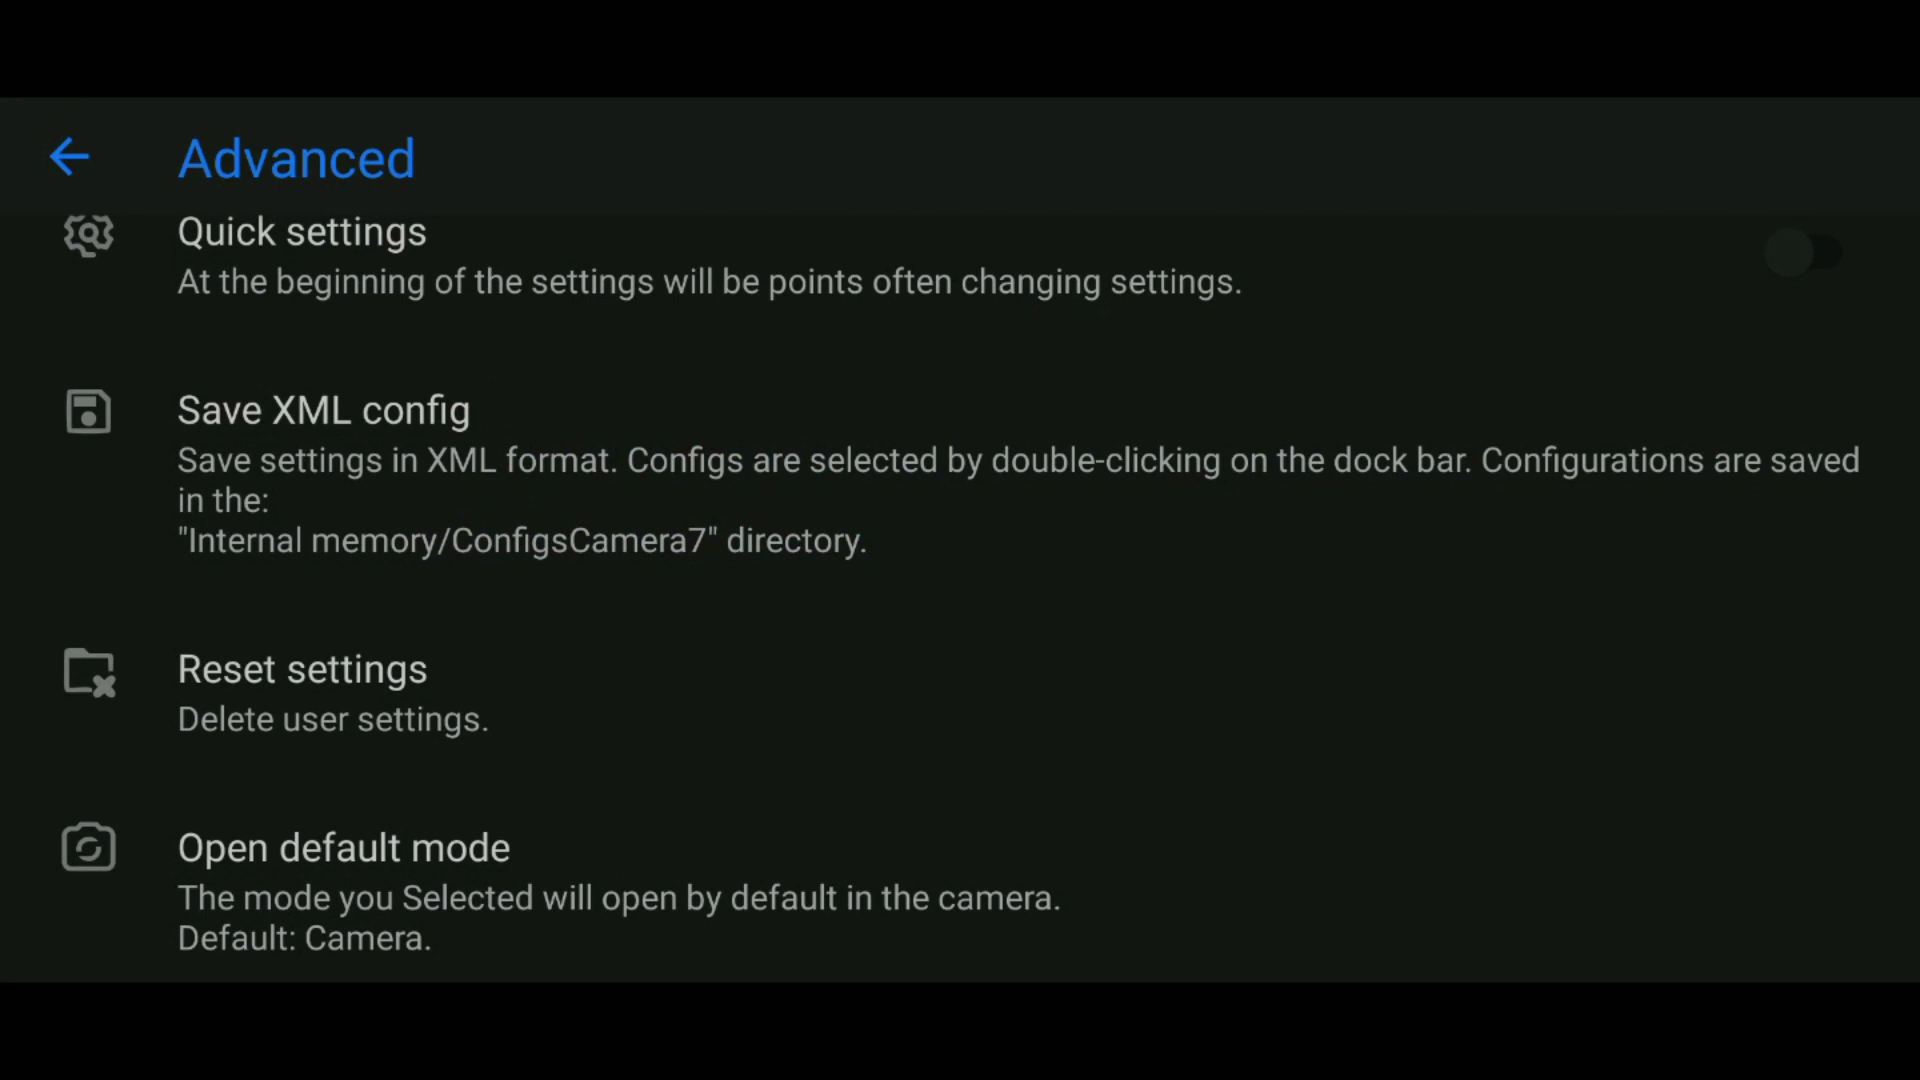 Advanced
Quick settings
At the beginning of the settings will be points often changing settings.
Save XML config
Save settings in XML format. Configs are selected by double-clicking on the dock bar. Configurations are saved
in the:
"Internal memory/ConfigsCamera7" directory.
Reset settings
Delete user settings.
Open default mode
The mode you Selected will open by default in the camera.
Default: Camera.